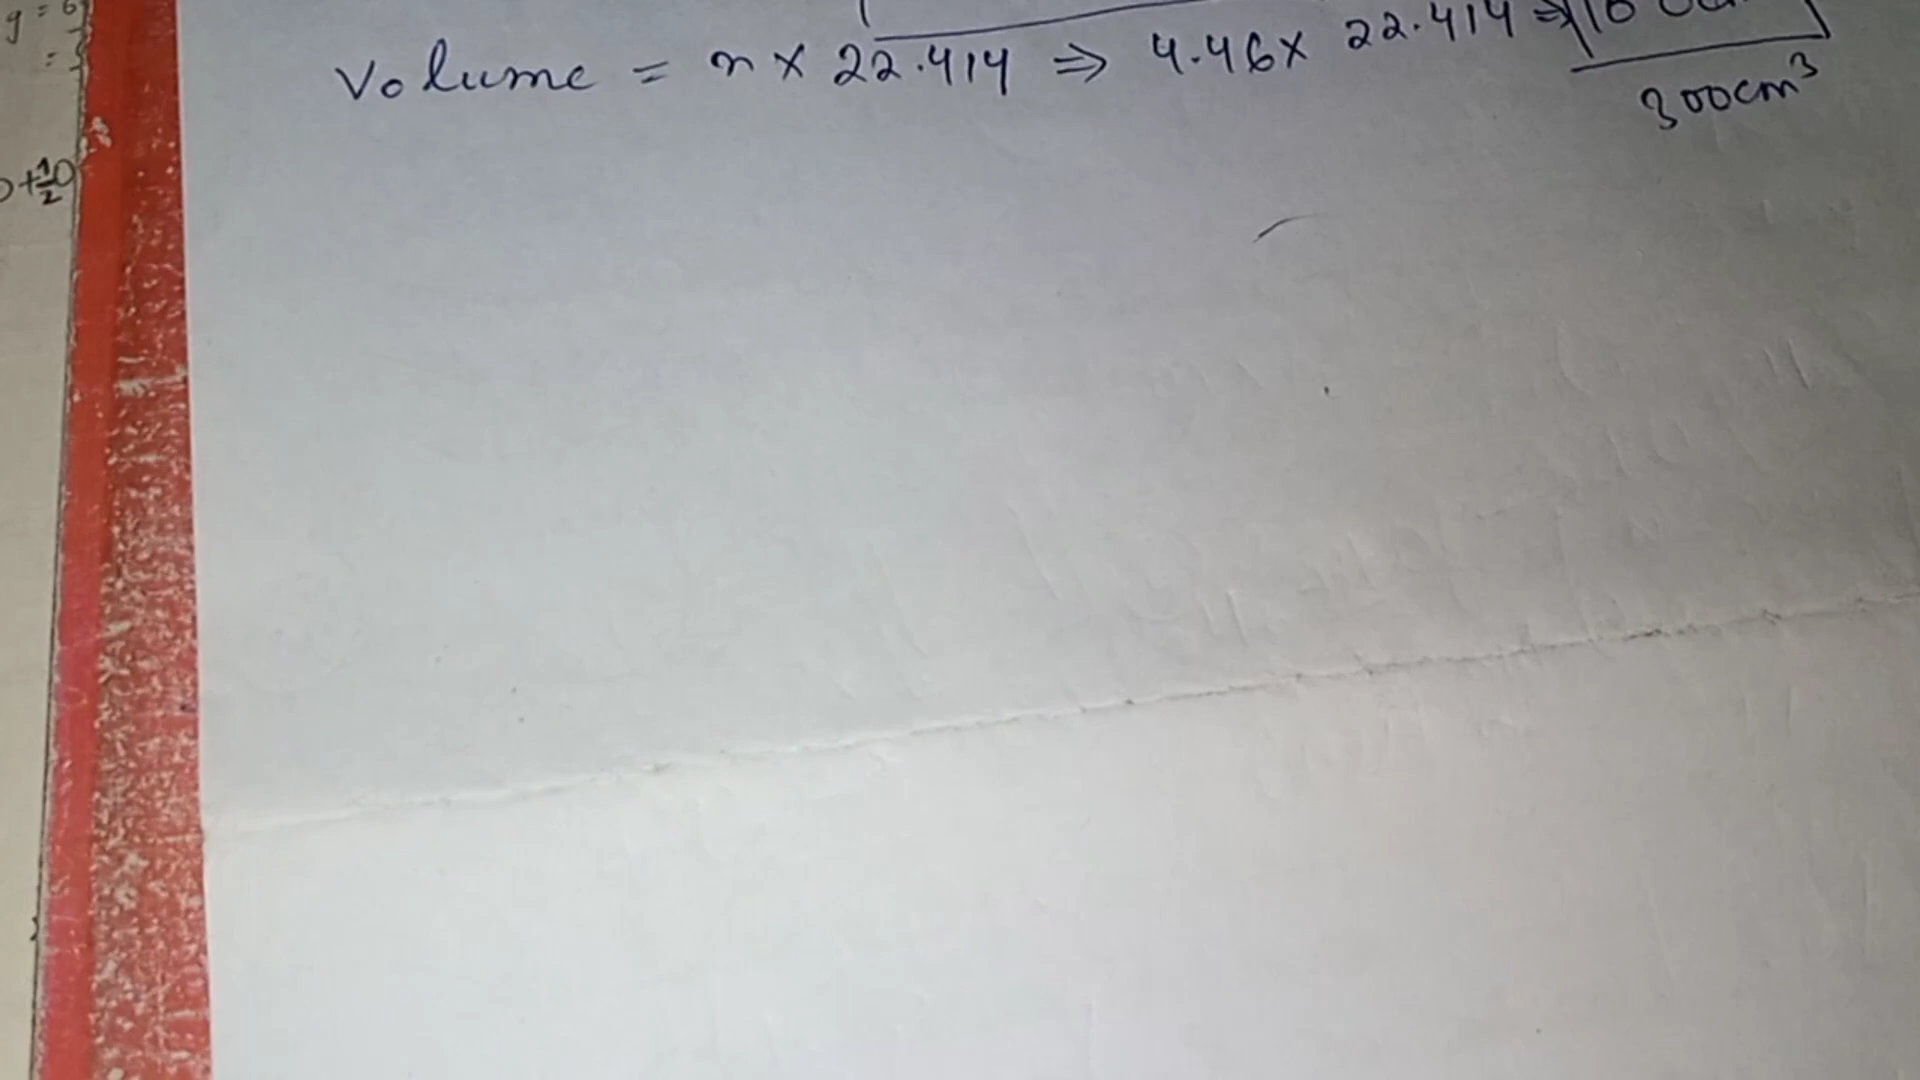 Volume = n × 22.414 ⇒ 4.46 × 22.414 ⇒
300cm³